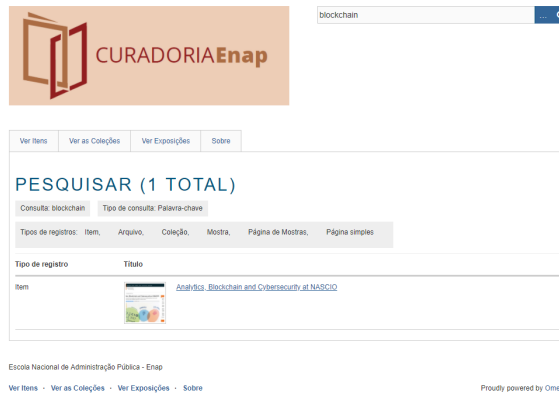 blockchain
...
CURADORIAEnap
Ver Itens Ver as Coleções Ver Exposições Sobre
PESQUISAR (1 TOTAL)
Consulta: blockchain Tipo de consulta: Palavra-chave
Tipos de registros: Item, Arquivo, Coleção, Mostra, Página de Mostras, Página simples
Tipo de registro Título
Item Analytics, Blockchain and Cybersecurity at NASCIO
Escola Nacional de Administração Pública - Enap
Ver Itens · Ver as Coleções · Ver Exposições · Sobre
Proudly powered by Ome